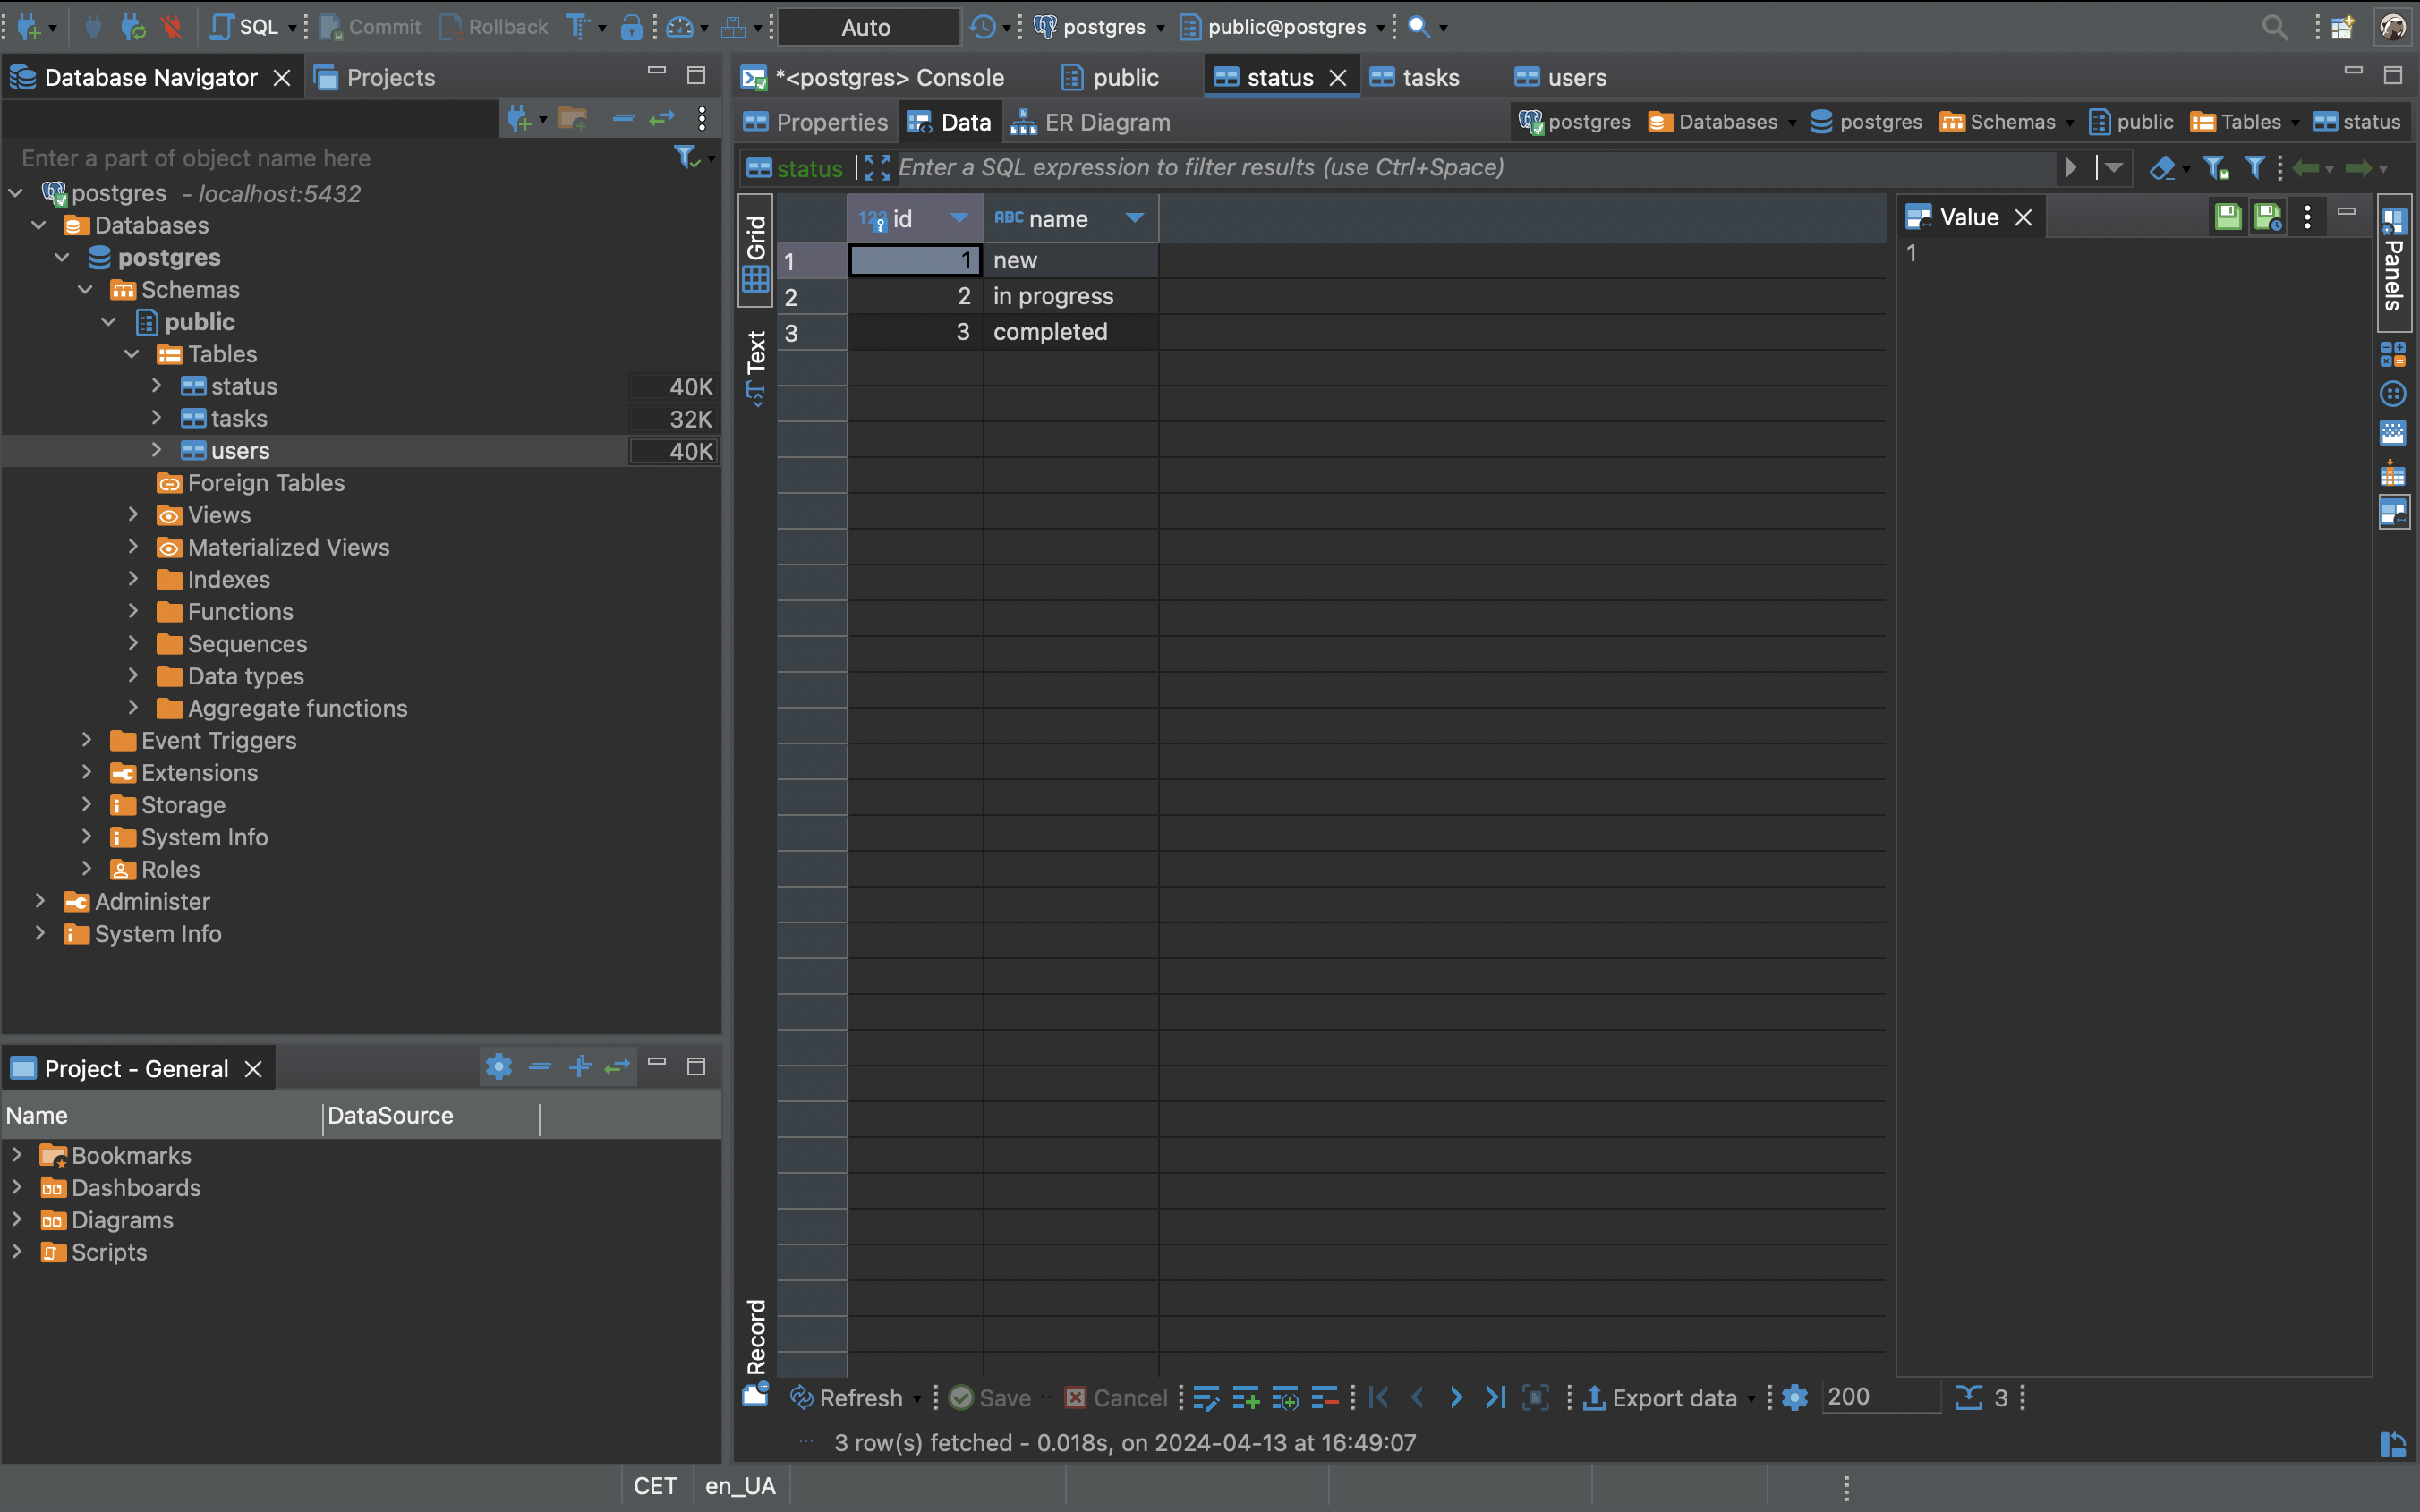 SQL Commit Rollback Auto postgres public@postgres
Database Navigator Projects
Enter a part of object name here
postgres - localhost:5432
Databases
postgres
Schemas
public
Tables
status 40K
tasks 32K
users 40K
Foreign Tables
Views
Materialized Views
Indexes
Functions
Sequences
Data types
Aggregate functions
Event Triggers
Extensions
Storage
System Info
Roles
Administer
System Info
Project - General
Name DataSource
Bookmarks
Dashboards
Diagrams
Scripts
*<postgres> Console public status tasks users
Properties Data ER Diagram postgres Databases postgres Schemas public Tables status
status Enter a SQL expression to filter results (use Ctrl+Space)
Grid
Text
Record
123 id ABC name
1 1 new
2 2 in progress
3 3 completed
Value
1
Panels
Refresh Save Cancel Export data 200 3
3 row(s) fetched - 0.018s, on 2024-04-13 at 16:49:07
CET en_UA